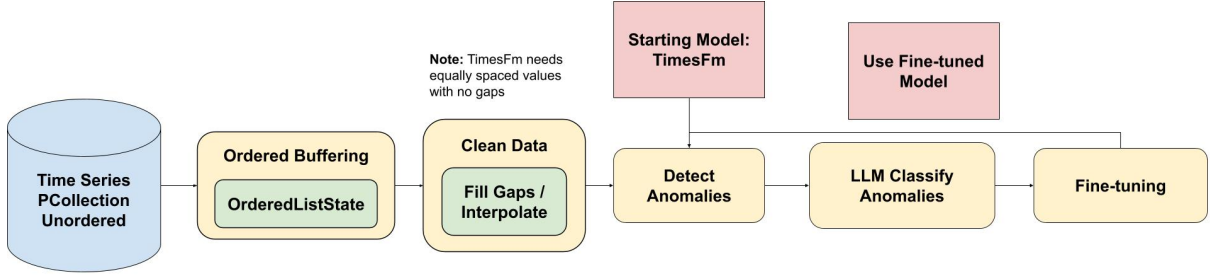 Time Series
PCollection
Unordered
Ordered Buffering
OrderedListState
Note: TimesFm needs
equally spaced values
with no gaps
Clean Data
Fill Gaps /
Interpolate
Starting Model:
TimesFm
Detect
Anomalies
Use Fine-tuned
Model
LLM Classify
Anomalies
Fine-tuning